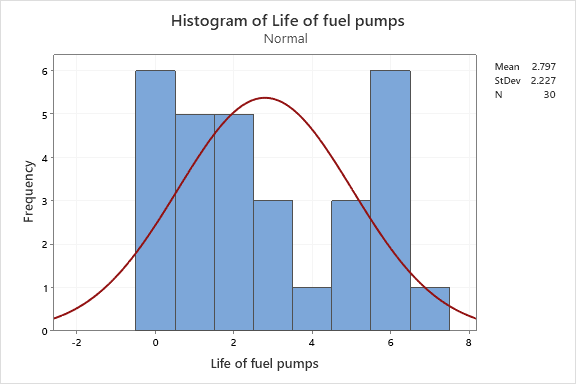 Histogram of Life of fuel pumps
Normal
Mean 2.797
StDev 2.227
N 30
Frequency
6
5
4
3
2
1
0
-2 0 2 4 6 8
Life of fuel pumps